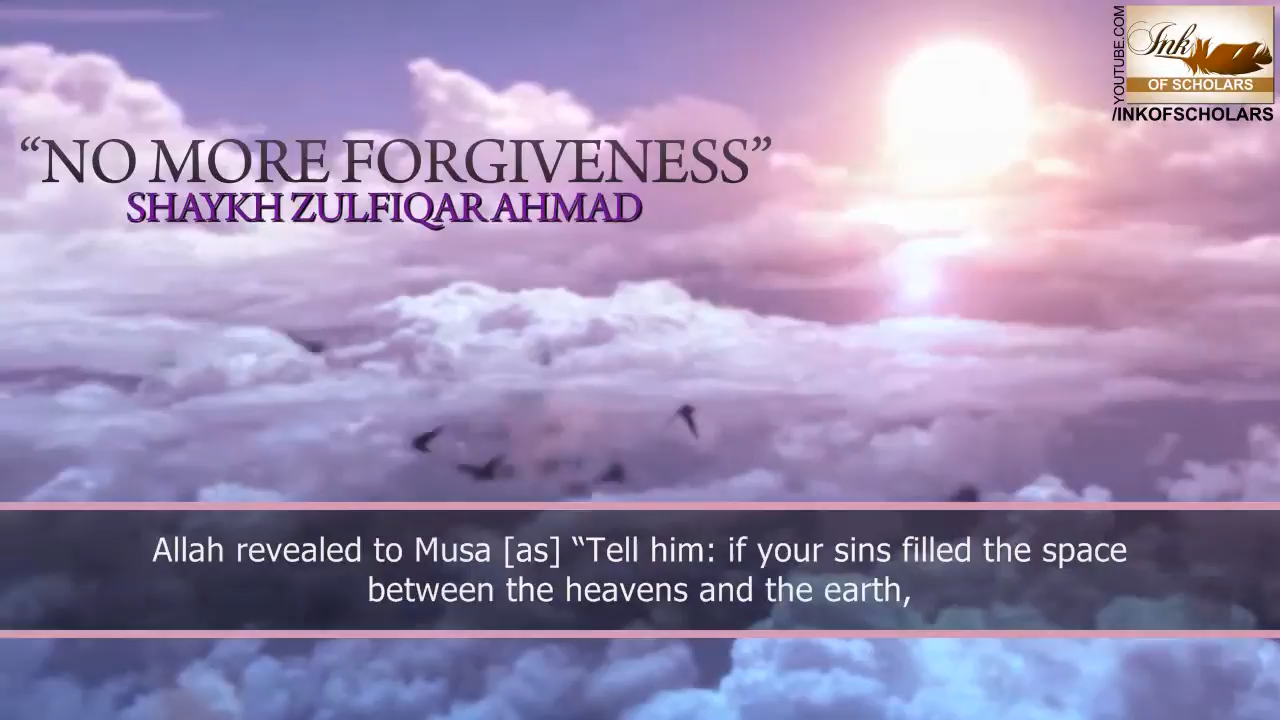 “NO MORE FORGIVENESS”
SHAYKH ZULFIQAR AHMAD
YOUTUBE.COM
Ink
OF SCHOLARS
/INKOFSCHOLARS
Allah revealed to Musa [as] “Tell him: if your sins filled the space
between the heavens and the earth,